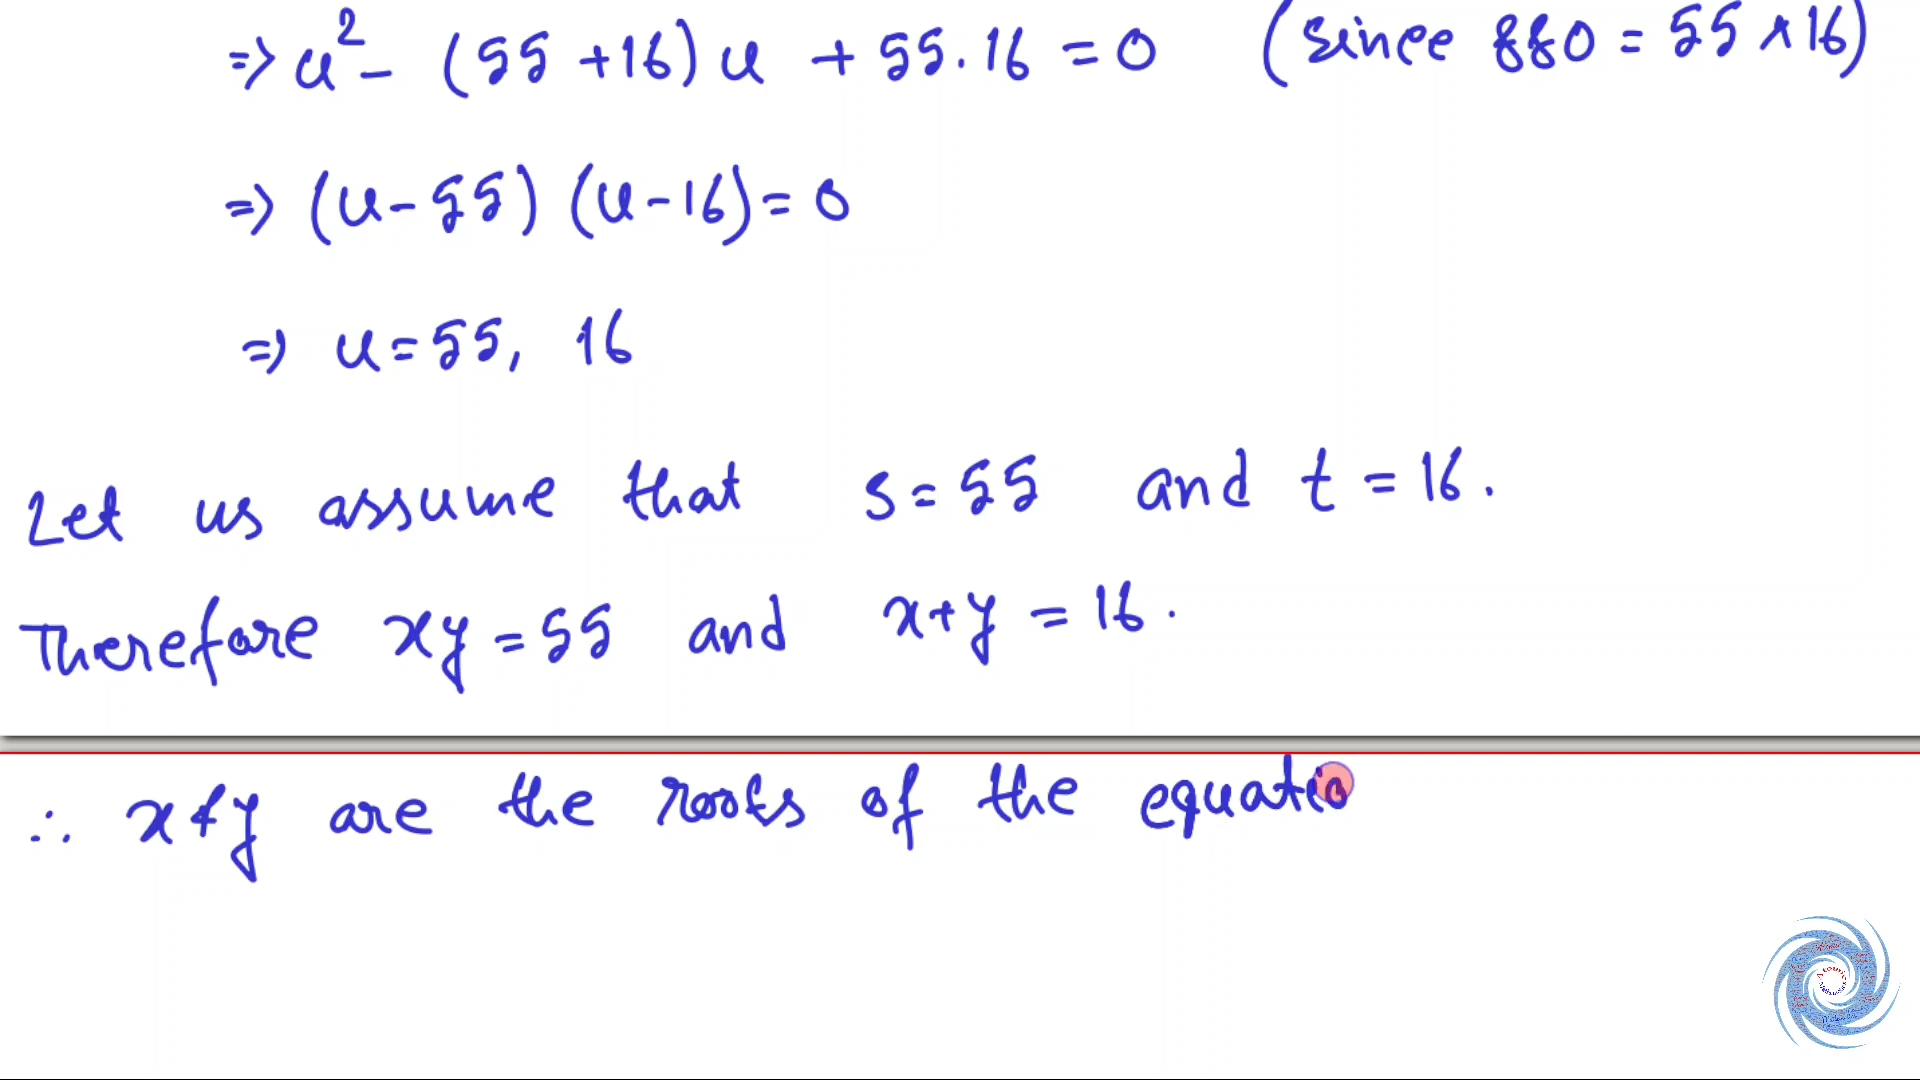 => u² - (55 + 16) u + 55 . 16 = 0 (since 880 = 55 × 16)
=> (u - 55) (u - 16) = 0
=> u = 55, 16
Let us assume that s = 55 and t = 16.
Therefore xy = 55 and x + y = 16.
∴ x & y are the roots of the equatio